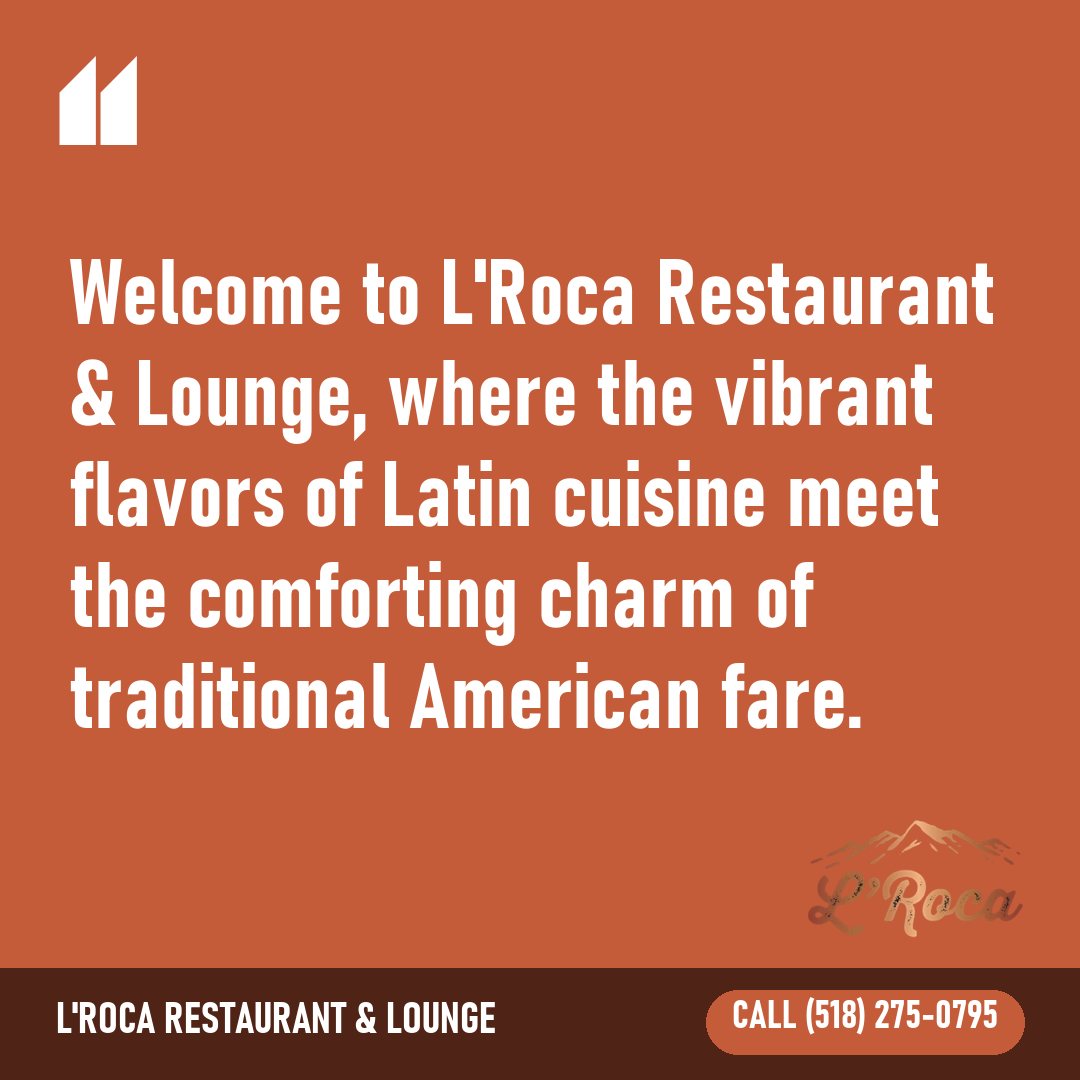 Welcome to L'Roca Restaurant
& Lounge, where the vibrant
flavors of Latin cuisine meet
the comforting charm of
traditional American fare.
L'Roca
L'ROCA RESTAURANT & LOUNGE
CALL (518) 275-0795